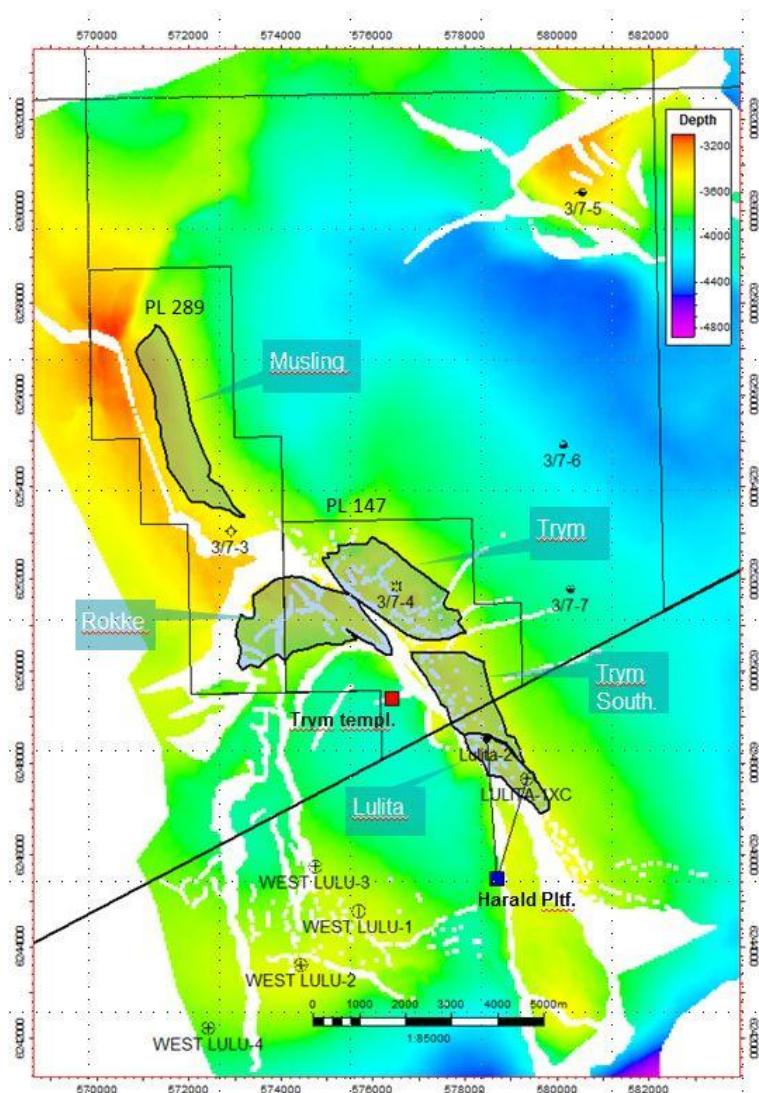 570000 572000 574000 576000 578000 580000 582000
Depth
-3200
-3600
-4000
-4400
-4800
3/7-5
PL 289
Musling
3/7-6
PL 147
Trym
3/7-3
3/7-4
3/7-7
Rokke
Trym
South.
Trym templ.
Lulita-2
Lulita
LULITA-1XC
WEST LULU-3
Harald Pltf.
WEST LULU-1
WEST LULU-2
0 1000 2000 3000 4000 5000m
1:85000
WEST LULU-4
570000 572000 574000 576000 578000 580000 582000